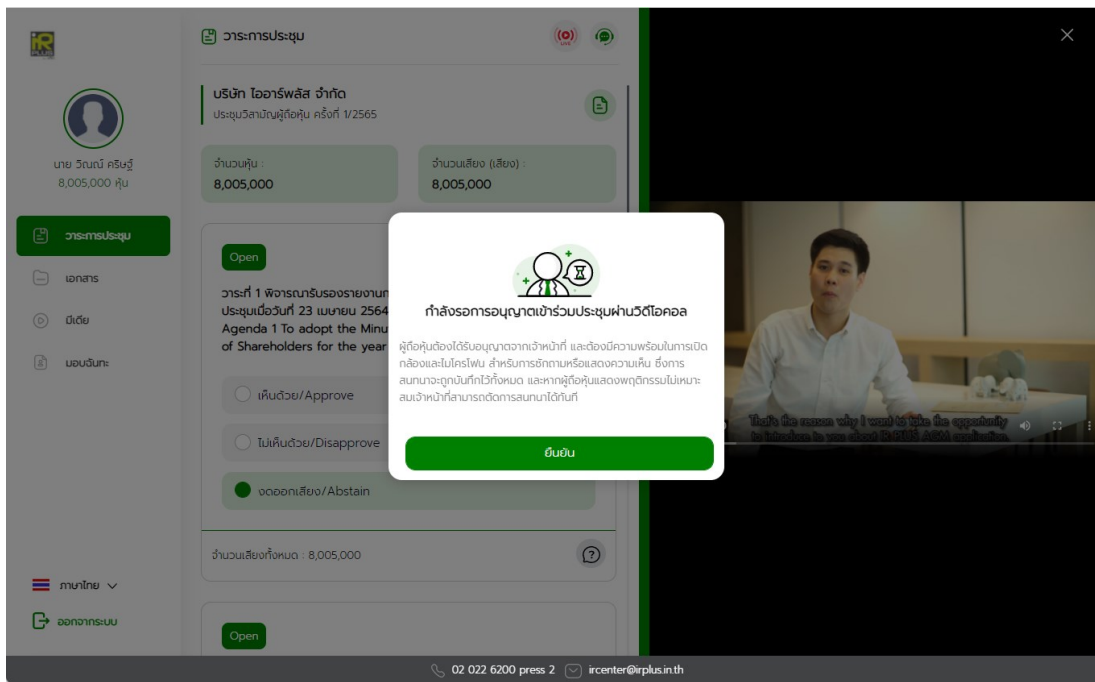 iR PLUS
นาย วิณณ์ ครินฐ์
8,005,000 หุ้น
วาระการประชุม
เอกสาร
มีเดีย
มอบฉันทะ
ภาษาไทย
ออกจากระบบ
วาระการประชุม
LIVE
บริษัท ไออาร์พลัส จำกัด
ประชุมวิสามัญผู้ถือหุ้น ครั้งที่ 1/2565
จำนวนหุ้น :
8,005,000
จำนวนเสียง (เสียง) :
8,005,000
Open
วาระที่ 1 พิจารณารับรองรายงานก
ประชุมเมื่อวันที่ 23 เมษายน 2564
Agenda 1 To adopt the Minu
of Shareholders for the year
เห็นด้วย/Approve
ไม่เห็นด้วย/Disapprove
งดออกเสียง/Abstain
จำนวนเสียงทั้งหมด : 8,005,000
Open
กำลังรอการอนุญาตเข้าร่วมประชุมผ่านวิดีโอคอล
ผู้ถือหุ้นต้องได้รับอนุญาตจากเจ้าหน้าที่ และต้องมีความพร้อมในการเปิด
กล้องและไมโครโฟน สำหรับการซักถามหรือแสดงความเห็น ซึ่งการ
สนทนาจะถูกบันทึกไว้ทั้งหมด และหากผู้ถือหุ้นแสดงพฤติกรรมไม่เหมาะ
สมเจ้าหน้าที่สามารถตัดการสนทนาได้ทันที
ยืนยัน
That's the reason why I want to take the opportunity
to introduce to you about IR PLUS AGM application.
02 022 6200 press 2 ircenter@irplus.in.th